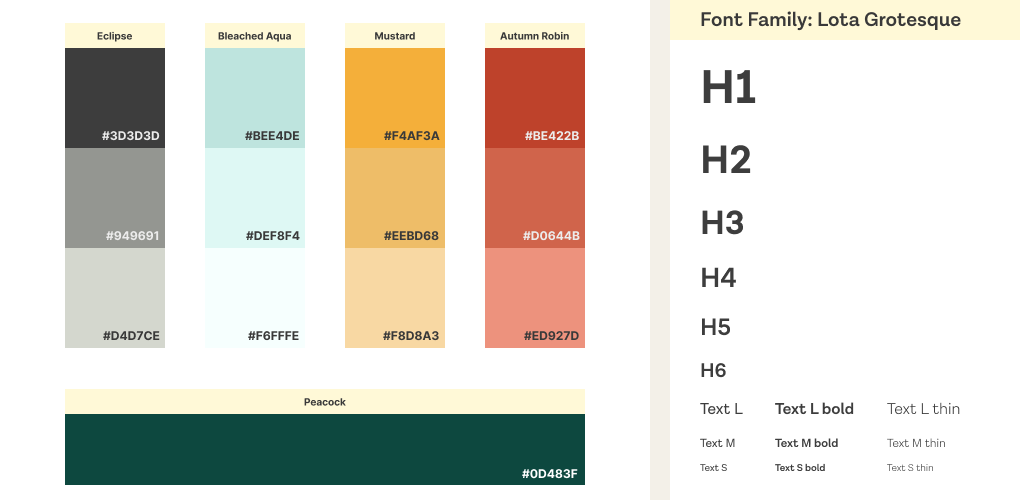 Eclipse
Bleached Aqua
Mustard
Autumn Robin
#3D3D3D
#BEE4DE
#F4AF3A
#BE422B
#949691
#DEF8F4
#EEBD68
#D0644B
#D4D7CE
#F6FFFE
#F8D8A3
#ED927D
Peacock
#0D483F
Font Family: Lota Grotesque
H1
H2
H3
H4
H5
H6
Text L Text L bold Text L thin
Text M Text M bold Text M thin
Text S Text S bold Text S thin